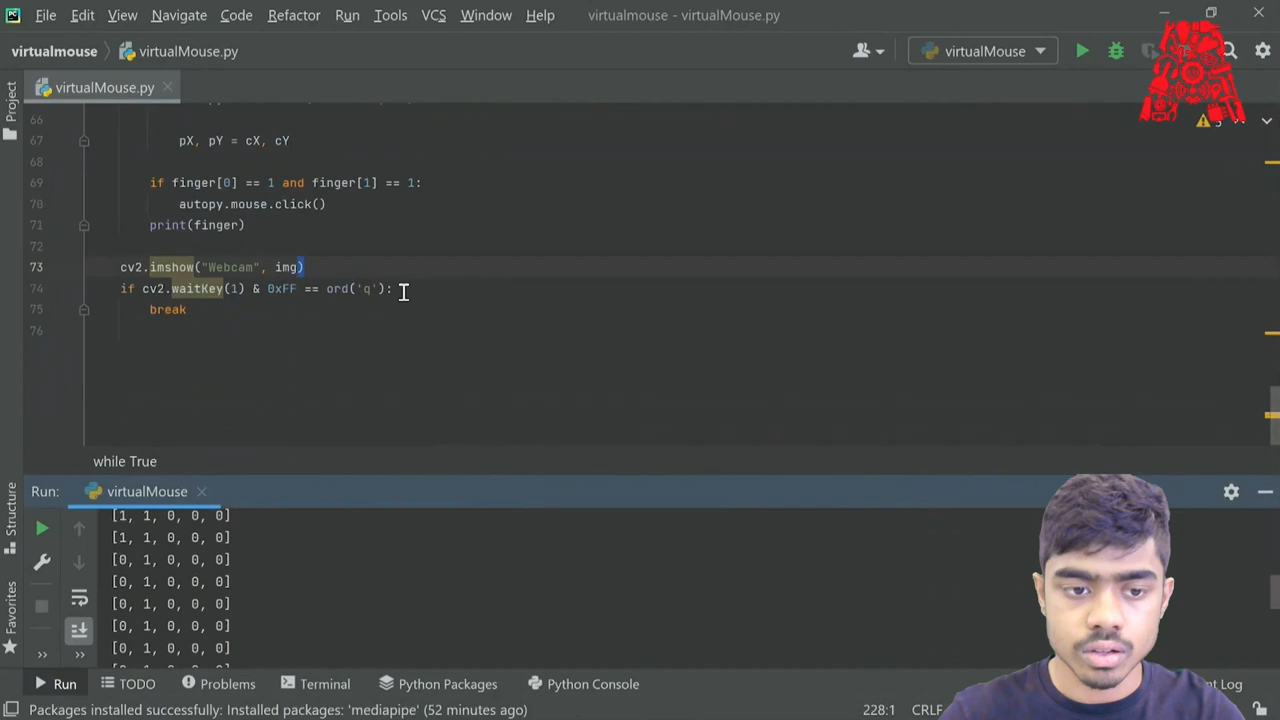 File Edit View Navigate Code Refactor Run Tools VCS Window Help virtualmouse - virtualMouse.py
virtualmouse virtualMouse.py virtualMouse
virtualMouse.py
Project
66
67 pX, pY = cX, cY
68
69 if finger[0] == 1 and finger[1] == 1:
70 autopy.mouse.click()
71 print(finger)
72
73 cv2.imshow("Webcam", img)
74 if cv2.waitKey(1) & 0xFF == ord('q'):
75 break
76
while True
Run: virtualMouse
Structure
Favorites
[1, 1, 0, 0, 0]
[1, 1, 0, 0, 0]
[0, 1, 0, 0, 0]
[0, 1, 0, 0, 0]
[0, 1, 0, 0, 0]
[0, 1, 0, 0, 0]
[0, 1, 0, 0, 0]
Run TODO Problems Terminal Python Packages Python Console Log
Packages installed successfully: Installed packages: 'mediapipe' (52 minutes ago) 228:1 CRLF